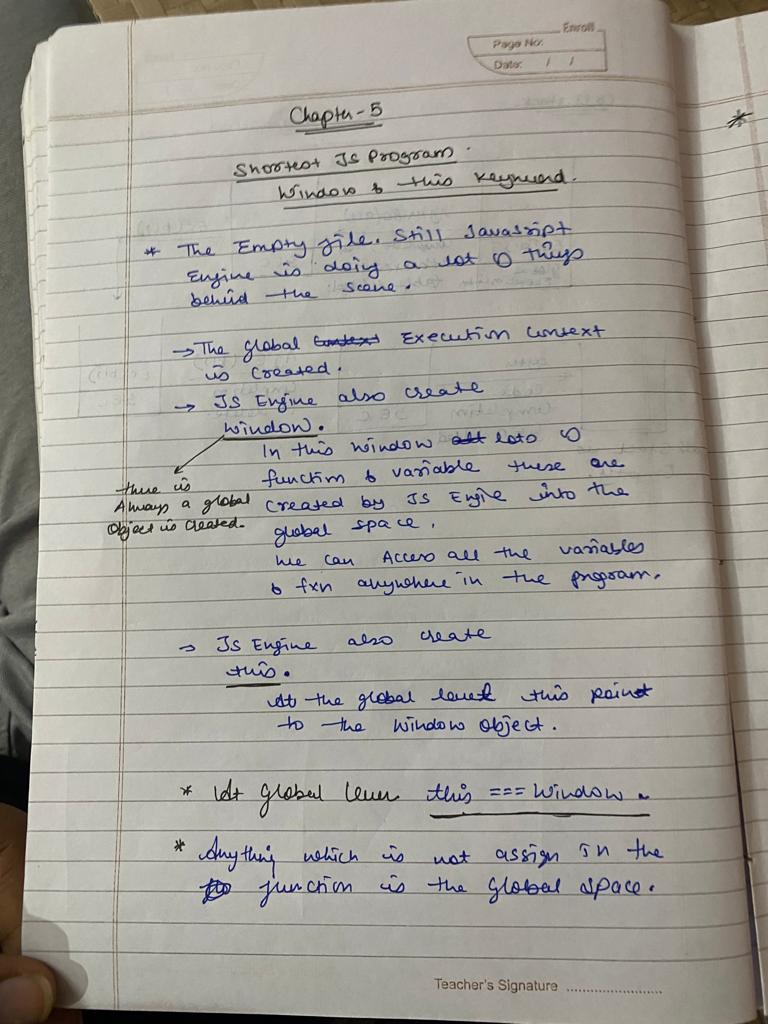 Enroll
Page No:
Date: / /
Chapter-5
Shortest JS Program.
Window & this keyword.
* The Empty file. Still Javasript
Engine is doing a lot of things
behind the scene.
→ The global Context Execution Context
is created.
→ JS Engine also create
window.
In this window all lots of
function & variable these are
created by JS Engie into the
global space.
there is
Always a global
Object is created.
We can Access all the variables
& fxn anywhere in the program.
→ JS Engine also create
this.
At the global level this point
to the window object.
* At global level this === window.
* Anything which is not assign in the
function is the global space.
Teacher's Signature ........................